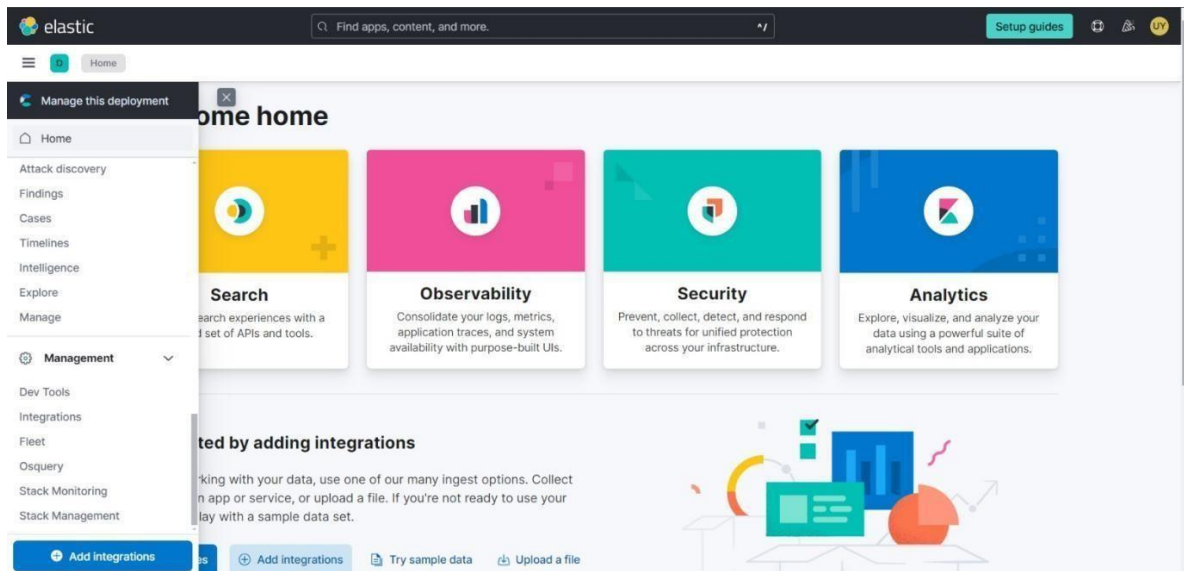 elastic
Find apps, content, and more.
^/
Setup guides
UY
D
Home
Manage this deployment
Home
Attack discovery
Findings
Cases
Timelines
Intelligence
Explore
Manage
Management
Dev Tools
Integrations
Fleet
Osquery
Stack Monitoring
Stack Management
Add integrations
ome home
Search
earch experiences with a
d set of APIs and tools.
Observability
Consolidate your logs, metrics,
application traces, and system
availability with purpose-built UIs.
Security
Prevent, collect, detect, and respond
to threats for unified protection
across your infrastructure.
Analytics
Explore, visualize, and analyze your
data using a powerful suite of
analytical tools and applications.
ted by adding integrations
king with your data, use one of our many ingest options. Collect
n app or service, or upload a file. If you're not ready to use your
lay with a sample data set.
es
Add integrations
Try sample data
Upload a file